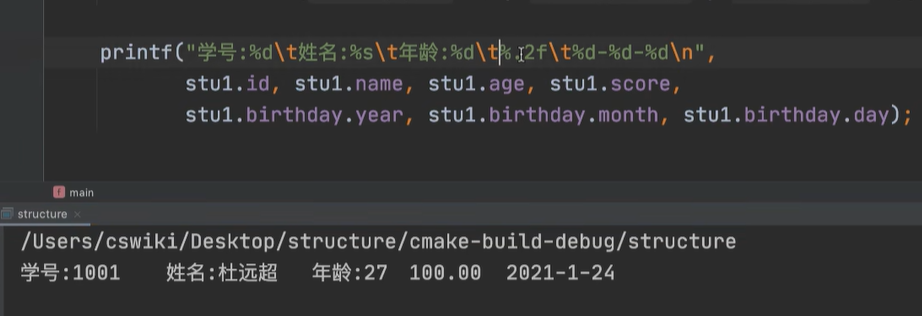 printf("学号:%d\t姓名:%s\t年龄:%d\t%.2f\t%d-%d-%d\n",
stu1.id, stu1.name, stu1.age, stu1.score,
stu1.birthday.year, stu1.birthday.month, stu1.birthday.day);
f main
structure ×
/Users/cswiki/Desktop/structure/cmake-build-debug/structure
学号:1001 姓名:杜远超 年龄:27 100.00 2021-1-24